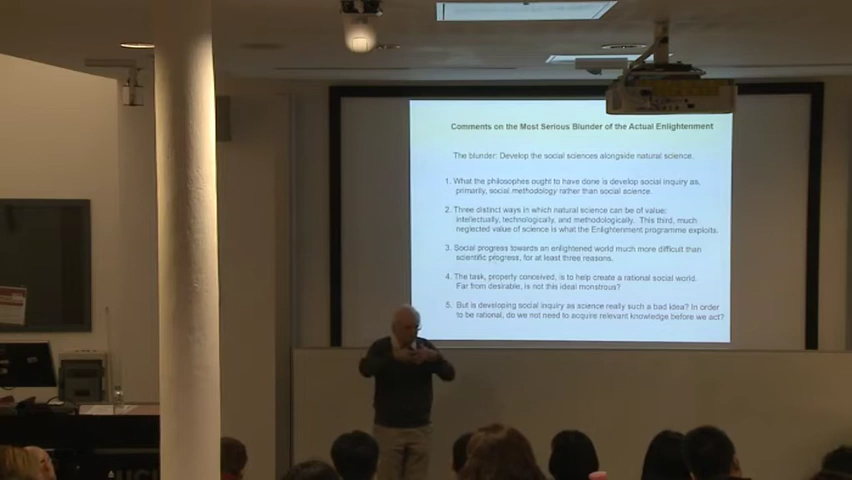 Comments on the Most Serious Blunder of the Actual Enlightenment
The blunder: Develop the social sciences alongside natural science.
1. What the philosophes ought to have done is develop social inquiry as,
primarily, social methodology rather than social science.
2. Three distinct ways in which natural science can be of value:
intellectually, technologically, and methodologically. This third, much
neglected value of science is what the Enlightenment programme exploits.
3. Social progress towards an enlightened world much more difficult than
scientific progress, for at least three reasons.
4. The task, properly conceived, is to help create a rational social world.
Far from desirable, is not this ideal monstrous?
5. But is developing social inquiry as science really such a bad idea? In order
to be rational, do we not need to acquire relevant knowledge before we act?